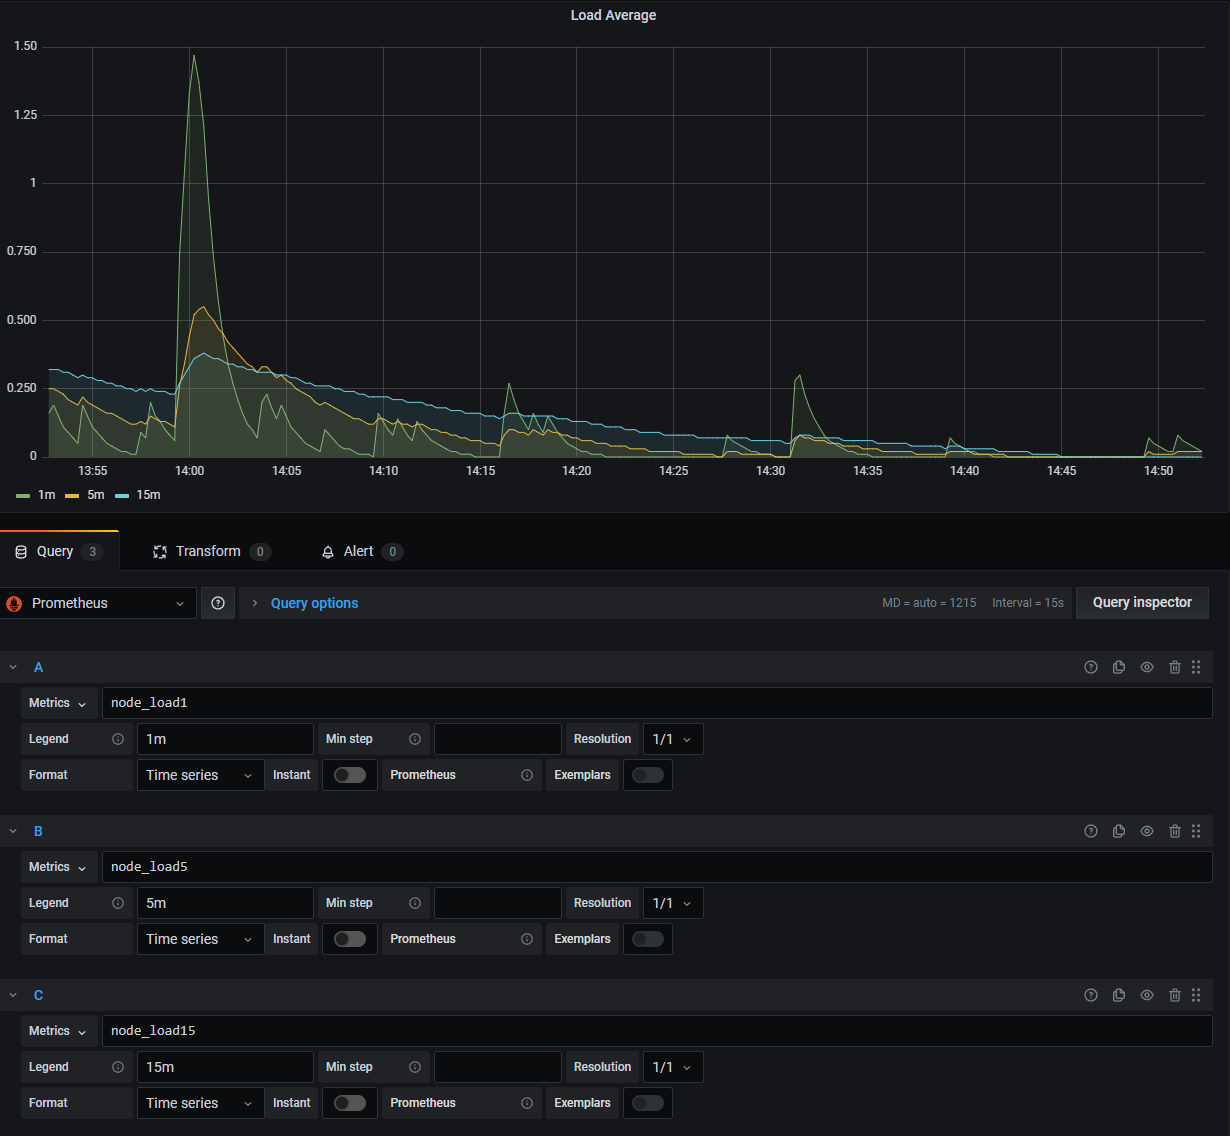 Load Average
1.50
1.25
1
0.750
0.500
0.250
0
13:55 14:00 14:05 14:10 14:15 14:20 14:25 14:30 14:35 14:40 14:45 14:50
1m 5m 15m
Query 3 Transform 0 Alert 0
Prometheus Query options MD = auto = 1215 Interval = 15s Query inspector
A
Metrics node_load1
Legend 1m Min step Resolution 1/1
Format Time series Instant Prometheus Exemplars
B
Metrics node_load5
Legend 5m Min step Resolution 1/1
Format Time series Instant Prometheus Exemplars
C
Metrics node_load15
Legend 15m Min step Resolution 1/1
Format Time series Instant Prometheus Exemplars